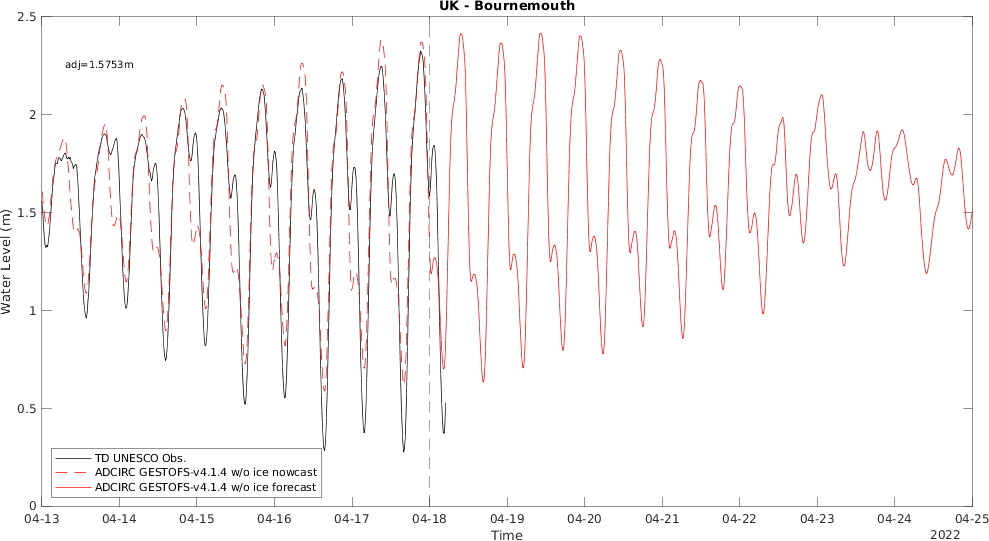 UK - Bournemouth
adj=1.5753m
Water Level (m)
2.5
2
1.5
1
0.5
0
TD UNESCO Obs.
ADCIRC GESTOFS-v4.1.4 w/o ice nowcast
ADCIRC GESTOFS-v4.1.4 w/o ice forecast
04-13 04-14 04-15 04-16 04-17 04-18 04-19 04-20 04-21 04-22 04-23 04-24 04-25
Time
2022